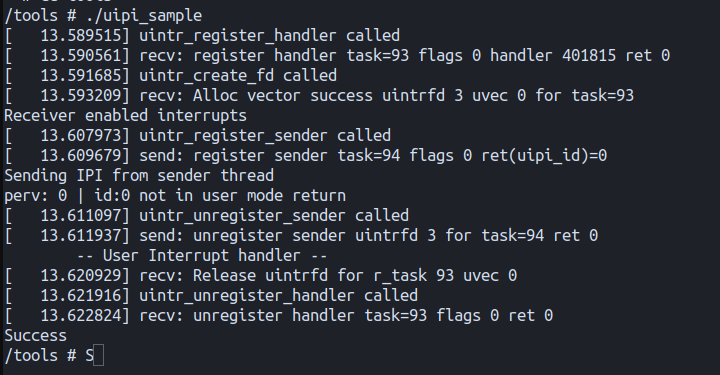 /tools # ./uipi_sample
[   13.589515] uintr_register_handler called
[   13.590561] recv: register handler task=93 flags 0 handler 401815 ret 0
[   13.591685] uintr_create_fd called
[   13.593209] recv: Alloc vector success uintrfd 3 uvec 0 for task=93
Receiver enabled interrupts
[   13.607973] uintr_register_sender called
[   13.609679] send: register sender task=94 flags 0 ret(uipi_id)=0
Sending IPI from sender thread
perv: 0 | id:0 not in user mode return
[   13.611097] uintr_unregister_sender called
[   13.611937] send: unregister sender uintrfd 3 for task=94 ret 0
        -- User Interrupt handler --
[   13.620929] recv: Release uintrfd for r_task 93 uvec 0
[   13.621916] uintr_unregister_handler called
[   13.622824] recv: unregister handler task=93 flags 0 ret 0
Success
/tools # S